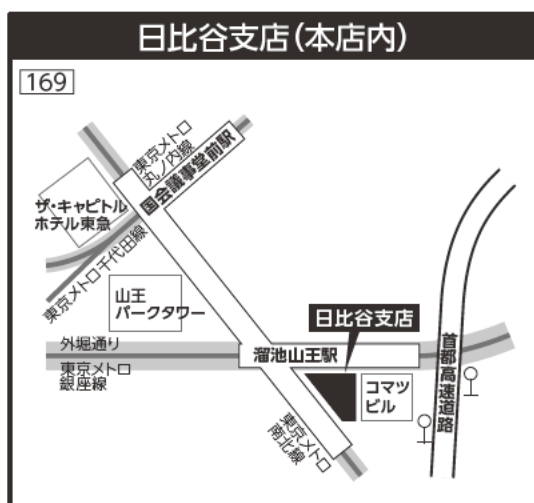 日比谷支店(本店内)
169
東京メトロ
丸ノ内線
国会議事堂前駅
ザ・キャピトル
ホテル東急
東京メトロ千代田線
山王
パークタワー
日比谷支店
外堀通り
溜池山王駅
東京メトロ
銀座線
コマツ
ビル
首都高速道路
東京メトロ
南北線